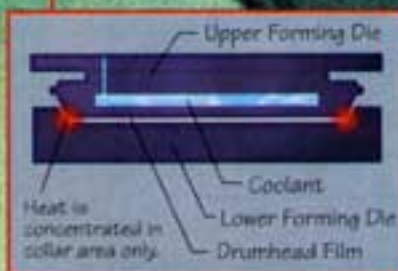 Upper Forming Die
Coolant
Heat is
concentrated in
collar area only.
Lower Forming Die
Drumhead Film